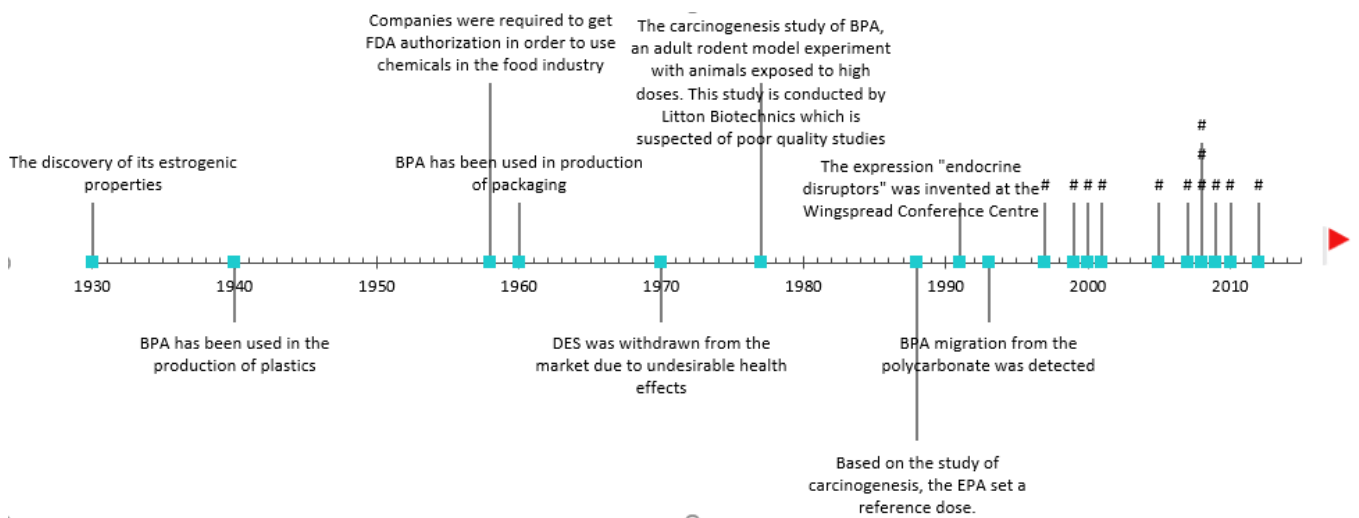 Companies were required to get
FDA authorization in order to use
chemicals in the food industry
The carcinogenesis study of BPA,
an adult rodent model experiment
with animals exposed to high
doses. This study is conducted by
Litton Biotechnics which is
suspected of poor quality studies
The discovery of its estrogenic
properties
BPA has been used in production
of packaging
The expression "endocrine
disruptors" was invented at the
Wingspread Conference Centre
#
#
# # # # # # # # # #
1930 1940 1950 1960 1970 1980 1990 2000 2010
BPA has been used in the
production of plastics
DES was withdrawn from the
market due to undesirable health
effects
BPA migration from the
polycarbonate was detected
Based on the study of
carcinogenesis, the EPA set a
reference dose.